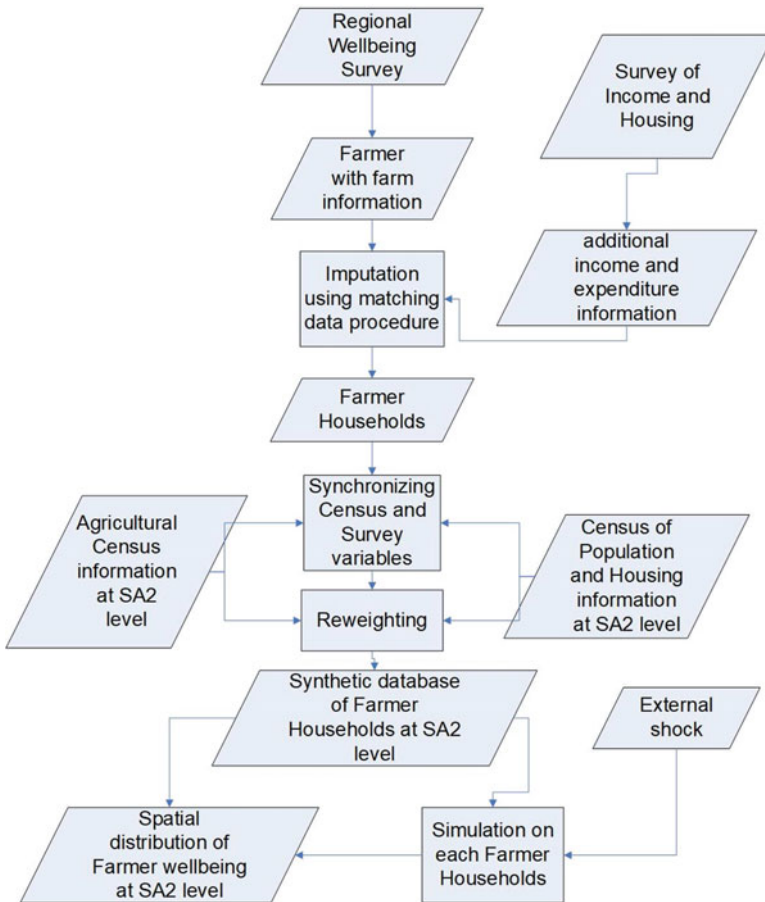 Regional
Wellbeing
Survey
Survey of
Income and
Housing
Farmer
with farm
information
additional
income and
expenditure
information
Imputation
using matching
data procedure
Farmer
Households
Synchronizing
Census and
Survey
variables
Agricultural
Census
information
at SA2
level
Census of
Population
and Housing
information
at SA2 level
Reweighting
Synthetic database
of Farmer
Households at SA2
level
External
shock
Spatial
distribution of
Farmer wellbeing
at SA2 level
Simulation on
each Farmer
Households